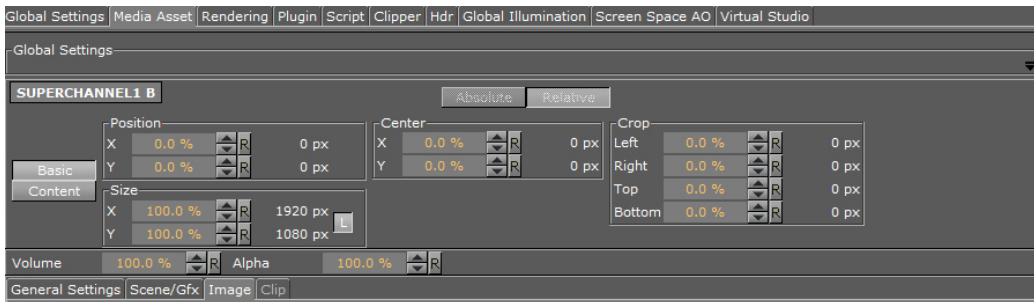 Global Settings Media Asset Rendering Plugin Script Clipper Hdr Global Illumination Screen Space AO Virtual Studio
Global Settings
SUPERCHANNEL1 B
Absolute Relative
Position Center Crop
X 0.0 % R 0 px X 0.0 % R 0 px Left 0.0 % R 0 px
Y 0.0 % R 0 px Y 0.0 % R 0 px Right 0.0 % R 0 px
Basic
Content
Size Top 0.0 % R 0 px
X 100.0 % R 1920 px L Bottom 0.0 % R 0 px
Y 100.0 % R 1080 px
Volume 100.0 % R Alpha 100.0 % R
General Settings Scene/Gfx Image Clip